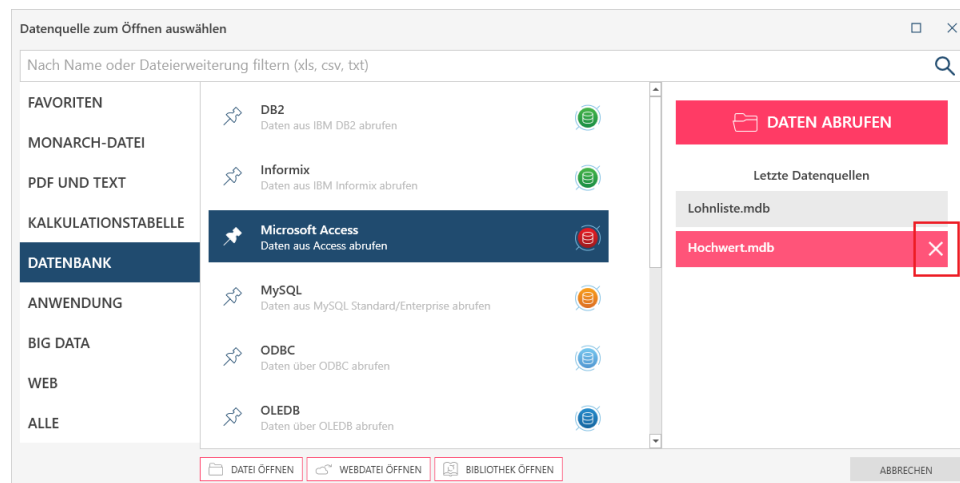 Datenquelle zum Öffnen auswählen
Nach Name oder Dateierweiterung filtern (xls, csv, txt)
FAVORITEN
MONARCH-DATEI
PDF UND TEXT
KALKULATIONSTABELLE
DATENBANK
ANWENDUNG
BIG DATA
WEB
ALLE
DB2
Daten aus IBM DB2 abrufen
Informix
Daten aus IBM Informix abrufen
Microsoft Access
Daten aus Access abrufen
MySQL
Daten aus MySQL Standard/Enterprise abrufen
ODBC
Daten über ODBC abrufen
OLEDB
Daten über OLEDB abrufen
DATEN ABRUFEN
Letzte Datenquellen
Lohnliste.mdb
Hochwert.mdb
DATEI ÖFFNEN
WEBDATEI ÖFFNEN
BIBLIOTHEK ÖFFNEN
ABBRECHEN